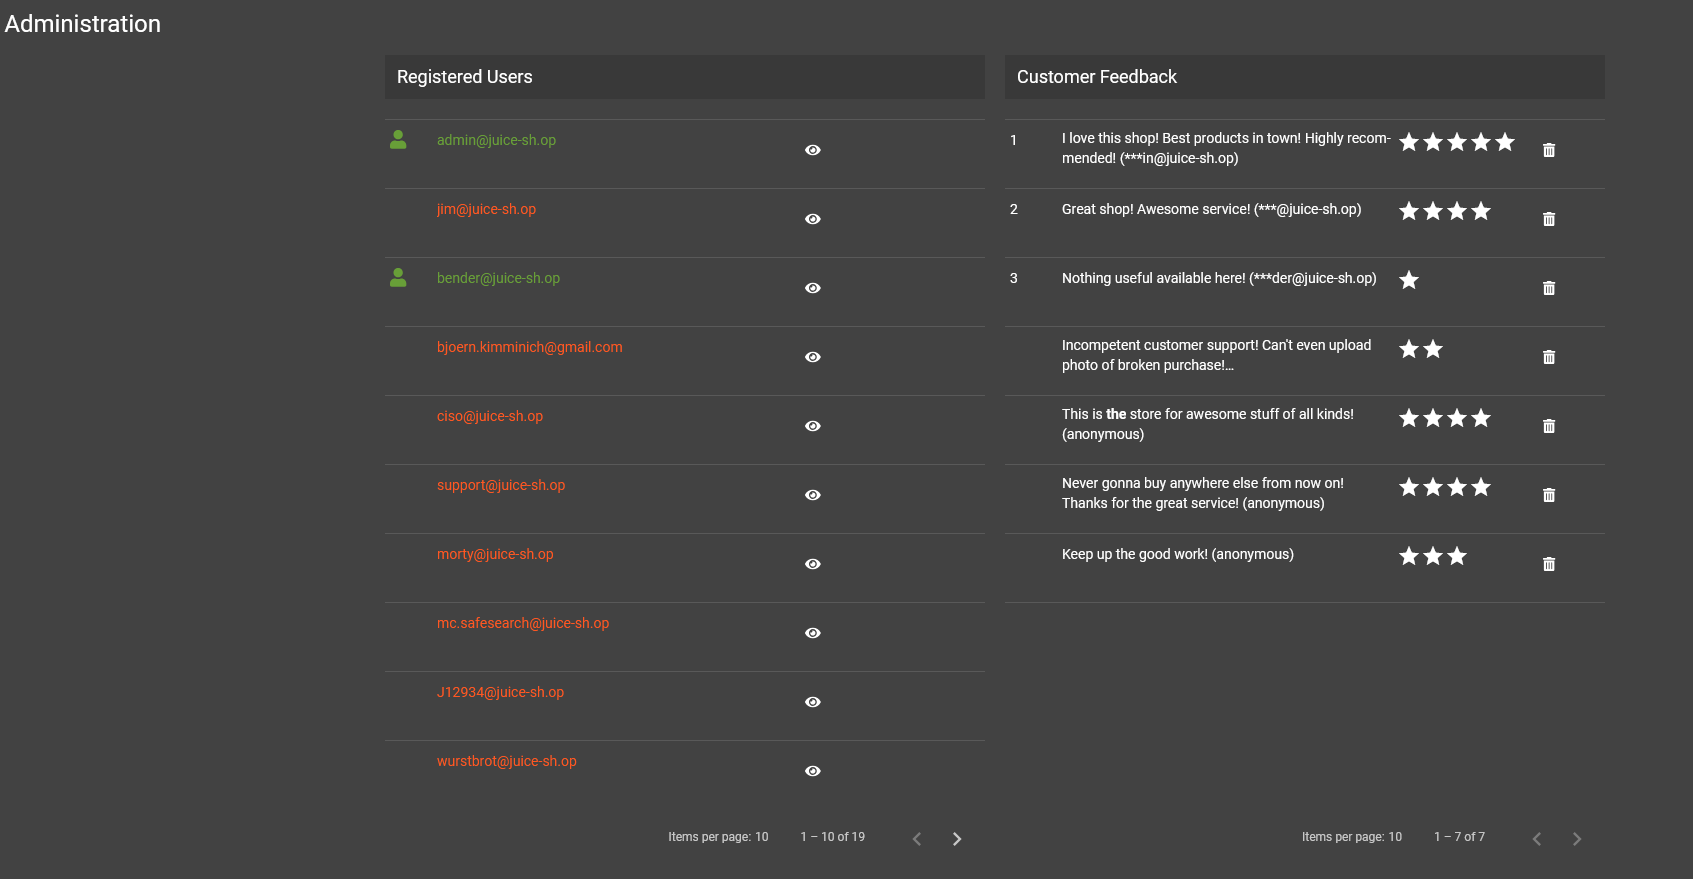 Administration
Registered Users
admin@juice-sh.op
jim@juice-sh.op
bender@juice-sh.op
bjoern.kimminich@gmail.com
ciso@juice-sh.op
support@juice-sh.op
morty@juice-sh.op
mc.safesearch@juice-sh.op
J12934@juice-sh.op
wurstbrot@juice-sh.op
Items per page: 10 1 – 10 of 19
Customer Feedback
1 I love this shop! Best products in town! Highly recom-
mended! (***in@juice-sh.op)
2 Great shop! Awesome service! (***@juice-sh.op)
3 Nothing useful available here! (***der@juice-sh.op)
Incompetent customer support! Can't even upload
photo of broken purchase!…
This is the store for awesome stuff of all kinds!
(anonymous)
Never gonna buy anywhere else from now on!
Thanks for the great service! (anonymous)
Keep up the good work! (anonymous)
Items per page: 10 1 – 7 of 7